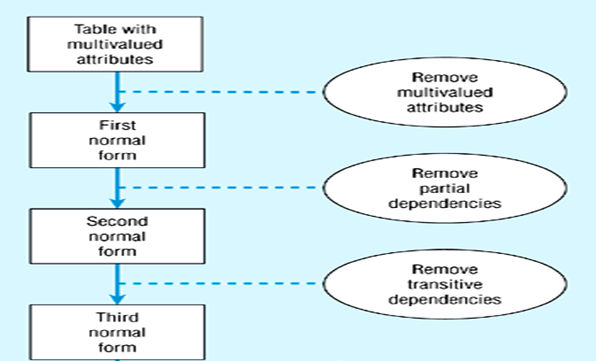 Table with
multivalued
attributes
Remove
multivalued
attributes
First
normal
form
Remove
partial
dependencies
Second
normal
form
Remove
transitive
dependencies
Third
normal
form